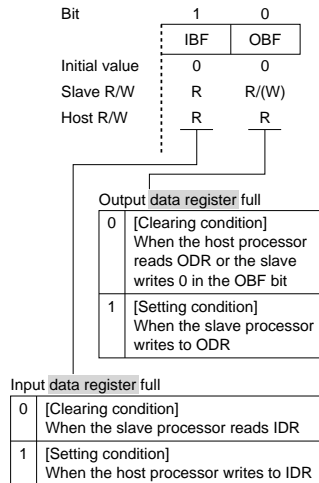 Bit 1 0
IBF OBF
Initial value 0 0
Slave R/W R R/(W)
Host R/W R R
Output data register full
0 [Clearing condition]
When the host processor
reads ODR or the slave
writes 0 in the OBF bit
1 [Setting condition]
When the slave processor
writes to ODR
Input data register full
0 [Clearing condition]
When the slave processor reads IDR
1 [Setting condition]
When the host processor writes to IDR